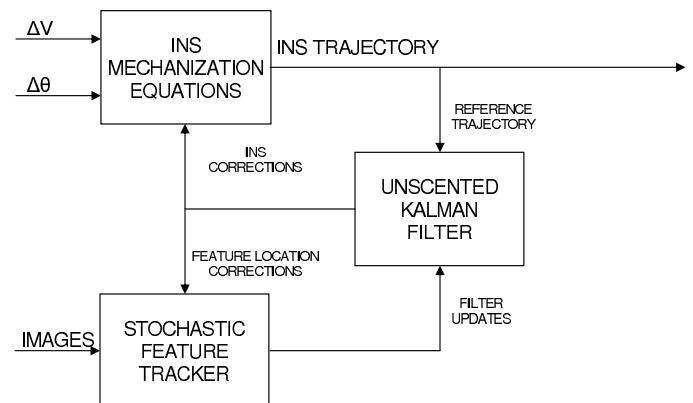 ΔV
Δθ
INS
MECHANIZATION
EQUATIONS
INS TRAJECTORY
REFERENCE
TRAJECTORY
INS
CORRECTIONS
UNSCENTED
KALMAN
FILTER
FEATURE LOCATION
CORRECTIONS
FILTER
UPDATES
IMAGES
STOCHASTIC
FEATURE
TRACKER